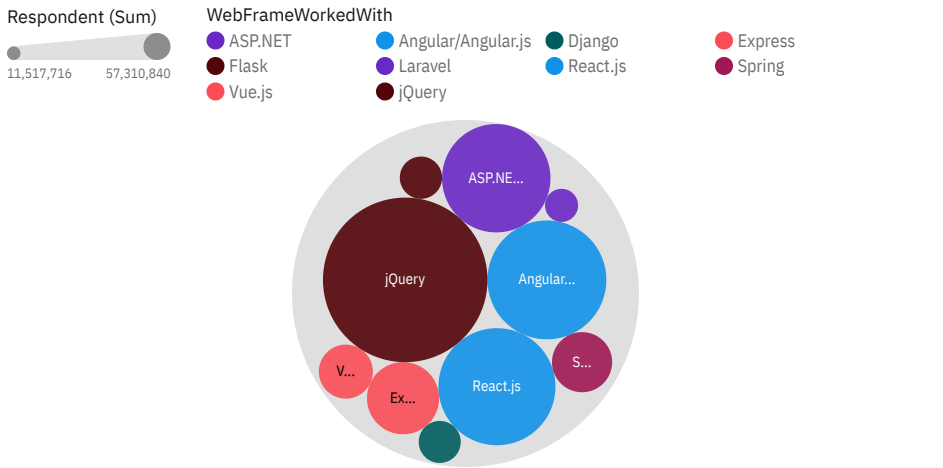 Respondent (Sum)
11,517,716 57,310,840
WebFrameWorkedWith
ASP.NET Angular/Angular.js Django Express
Flask Laravel React.js Spring
Vue.js jQuery
ASP.NE...
jQuery
Angular...
S...
V...
React.js
Ex...